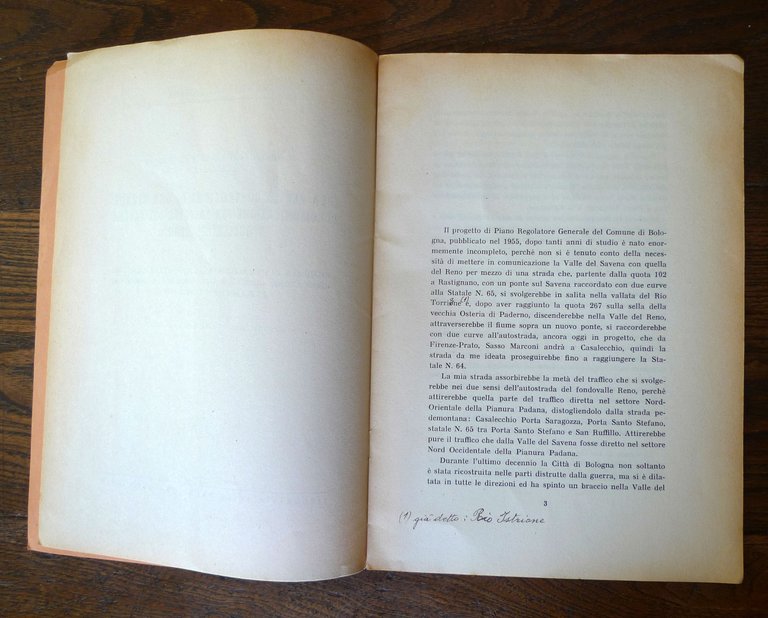 Il progetto di Piano Regolatore Generale del Comune di Bolo-
gna, pubblicato nel 1955, dopo tanti anni di studio è nato enor-
memente incompleto, perchè non si è tenuto conto della neces-
sità di mettere in comunicazione la Valle del Savena con quella
del Reno per mezzo di una strada che, partente dalla quota 102
a Rastignano, con un ponte sul Savena raccordato con due curve
alla Statale N. 65, si svolgerebbe in salita nella vallata del Rio
Torrione (1) e, dopo aver raggiunto la quota 267 sulla sella della
vecchia Osteria di Paderno, discenderebbe nella Valle del Reno,
attraverserebbe il fiume sopra un nuovo ponte, si raccorderebbe
con due curve all'autostrada, ancora oggi in progetto, che da
Firenze-Prato, Sasso Marconi andrà a Casalecchio, quindi la
strada da me ideata proseguirebbe fino a raggiungere la Sta-
tale N. 64.
La mia strada assorbirebbe la metà del traffico che si svolge-
rebbe nei due sensi dell'autostrada del fondovalle Reno, perchè
attirerebbe quella parte del traffico diretta nel settore Nord-
Orientale della Pianura Padana, distogliendolo dalla strada pe-
demontana: Casalecchio Porta Saragozza, Porta Santo Stefano,
statale N. 65 tra Porta Santo Stefano e San Ruffillo. Attirerebbe
pure il traffico che dalla Valle del Savena fosse diretto nel settore
Nord Occidentale della Pianura Padana.
Durante l'ultimo decennio la Città di Bologna non soltanto
è stata ricostruita nelle parti distrutte dalla guerra, ma si è dila-
tata in tutte le direzioni ed ha spinto un braccio nella Valle del
3
(1) già detto: Rio Istrione